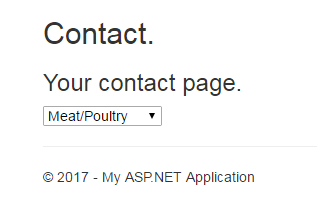 Contact.
Your contact page.
Meat/Poultry
© 2017 - My ASP.NET Application